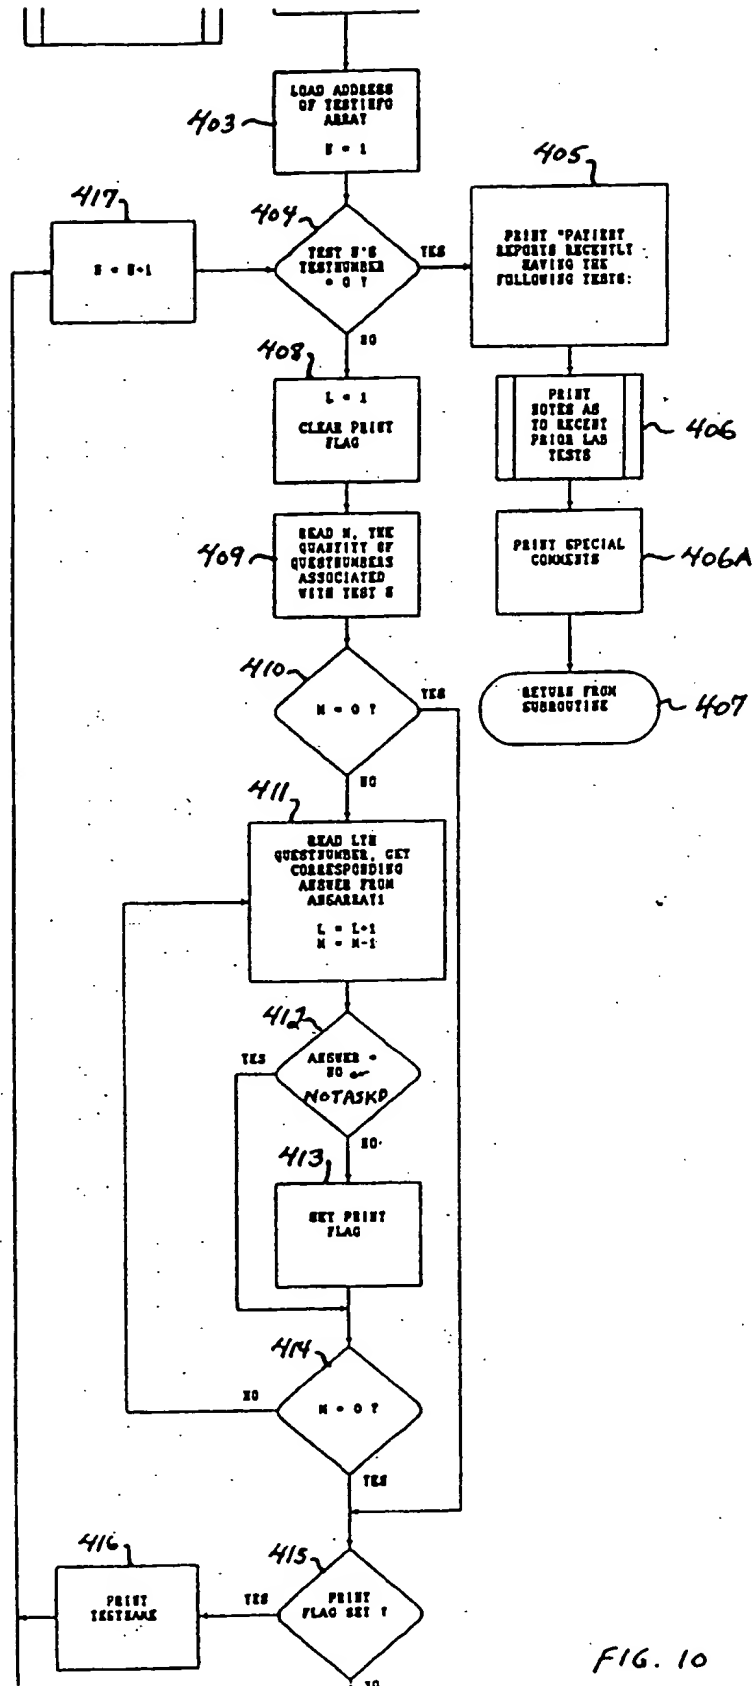 403
LOAD ADDRESS
OF TESTINFO
ARRAY
N = 1
417
N = N+1
404
TEST N'S
TESTNUMBER
= 0 ?
YES
NO
405
PRINT "PATIENT
REPORTS RECENTLY
HAVING THE
FOLLOWING TESTS:
408
L = 1
CLEAR PRINT
FLAG
PRINT
NOTES AS
TO RECENT
PRIOR LAB
TESTS
406
409
READ M, THE
QUANTITY OF
QUESTNUMBERS
ASSOCIATED
WITH TEST N
PRINT SPECIAL
COMMENTS
406A
410
M = 0 ?
YES
NO
RETURN FROM
SUBROUTINE
407
411
READ LTH
QUESTNUMBER, GET
CORRESPONDING
ANSWER FROM
ANSARRAY1
L = L+1
M = M-1
412
YES
ANSWER =
NO or
NOTASKD
NO
413
SET PRINT
FLAG
414
NO
M = 0 ?
YES
416
PRINT
TESTNAME
415
YES
PRINT
FLAG SET ?
NO
FIG. 10